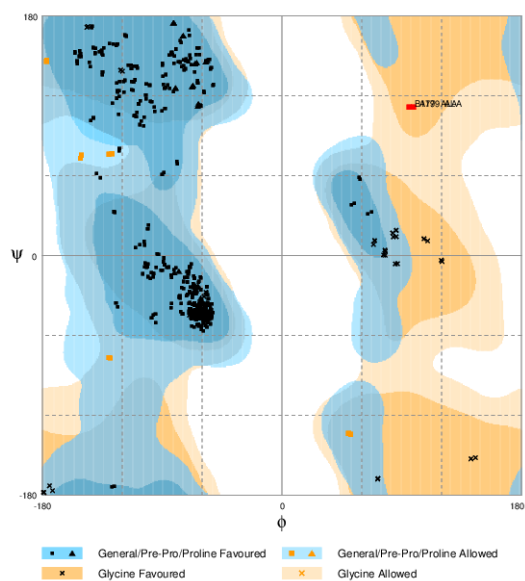 180
Ψ
0
-180
-180
0
180
ϕ
General/Pre-Pro/Proline Favoured
General/Pre-Pro/Proline Allowed
Glycine Favoured
Glycine Allowed